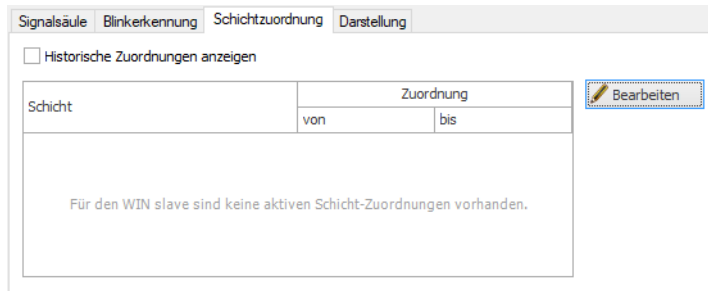 Signalsäule Blinkerkennung Schichtzuordnung Darstellung
Historische Zuordnungen anzeigen
Schicht
Zuordnung
von bis
Bearbeiten
Für den WIN slave sind keine aktiven Schicht-Zuordnungen vorhanden.